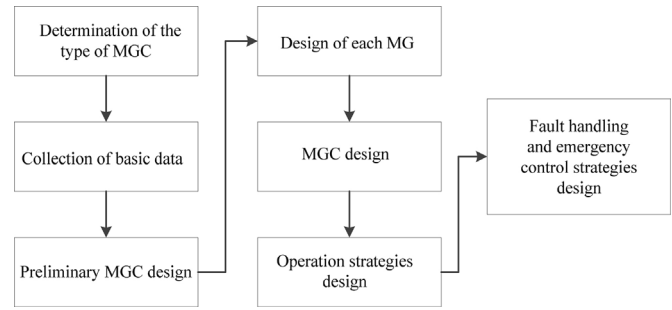 Determination of the
type of MGC
Collection of basic data
Preliminary MGC design
Design of each MG
MGC design
Operation strategies
design
Fault handling
and emergency
control strategies
design